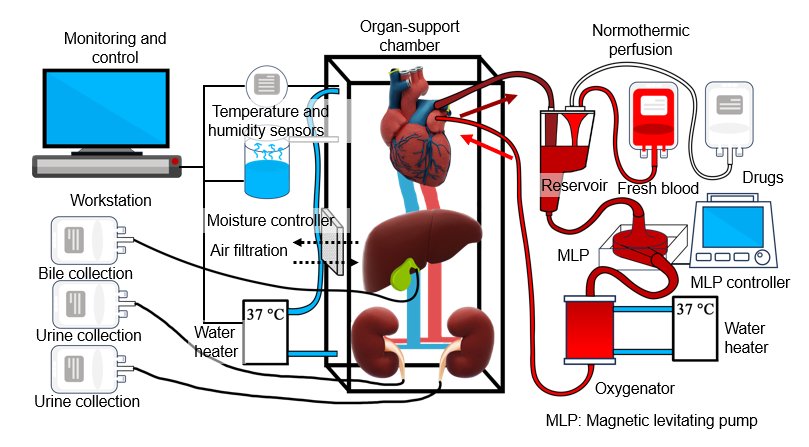 Monitoring and
control
Organ-support
chamber
Normothermic
perfusion
Temperature and
humidity sensors
Workstation
Reservoir
Fresh blood
Drugs
Moisture controller
Air filtration
Bile collection
MLP
MLP controller
37 °C
Water
heater
37 °C
Water
heater
Urine collection
Urine collection
Oxygenator
MLP: Magnetic levitating pump